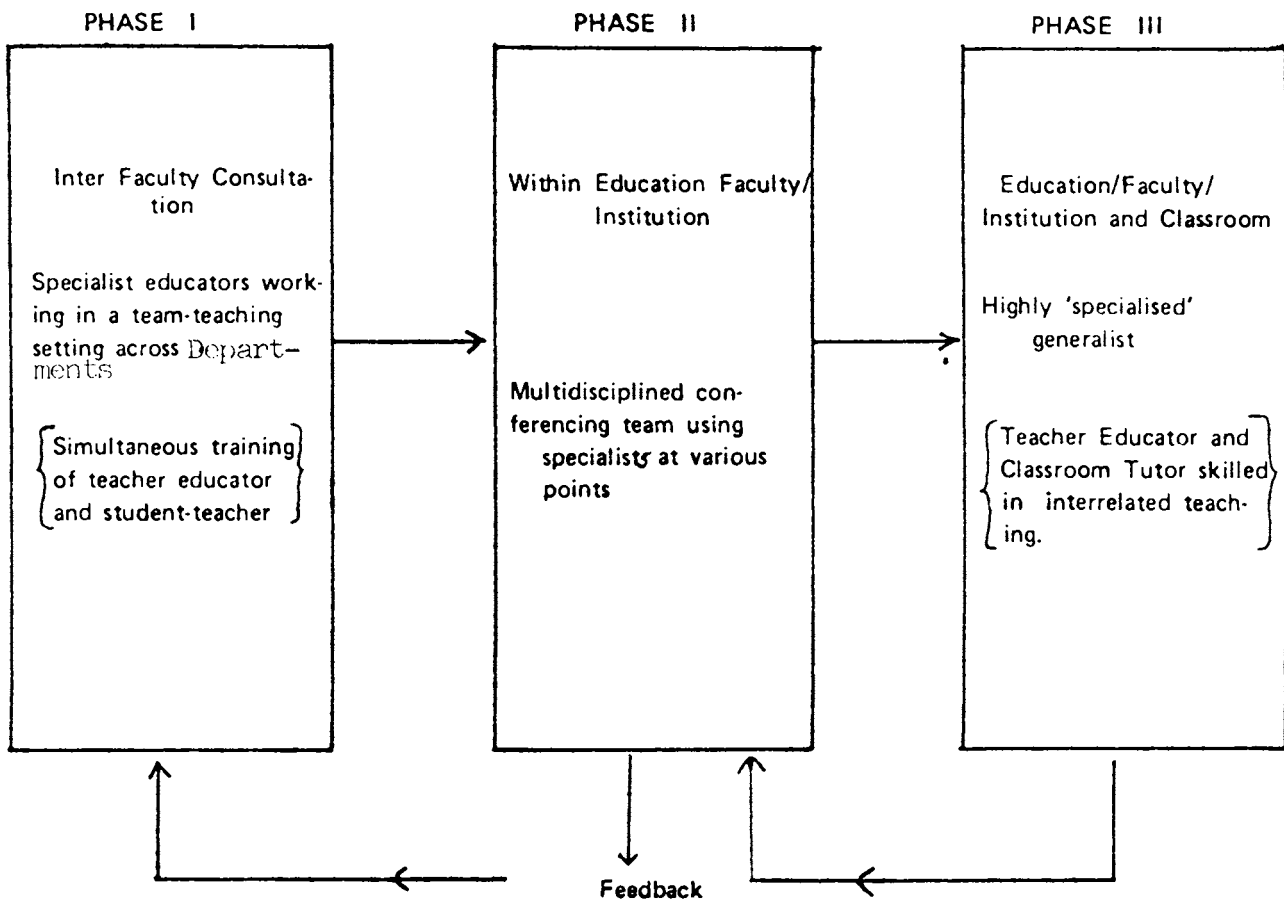 PHASE I
Inter Faculty Consulta-
tion
Specialist educators work-
ing in a team-teaching
setting across Depart-
ments
Simultaneous training
of teacher educator
and student-teacher
PHASE II
Within Education Faculty/
Institution
Multidisciplined con-
ferencing team using
specialists at various
points
PHASE III
Education/Faculty/
Institution and Classroom
Highly 'specialised'
generalist
Teacher Educator and
Classroom Tutor skilled
in interrelated teach-
ing.
Feedback